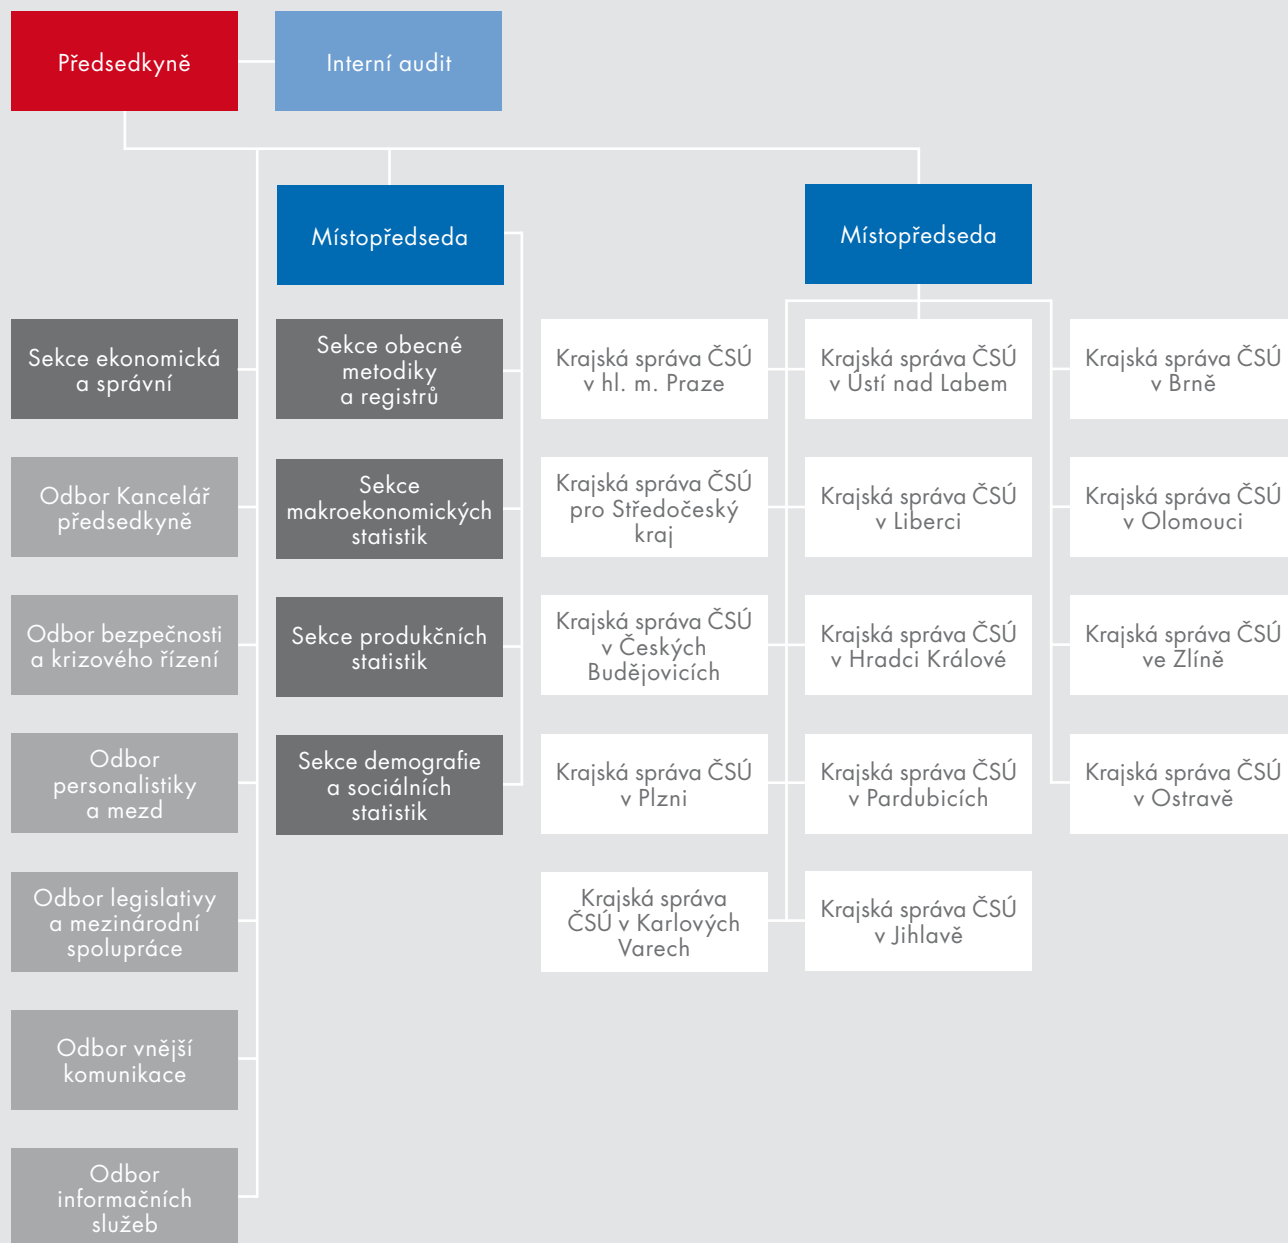 Předsedkyně
Interní audit
Místopředseda
Místopředseda
Sekce ekonomická
a správní
Odbor Kancelář
předsedkyně
Odbor bezpečnosti
a krizového řízení
Odbor
personalistiky
a mezd
Odbor legislativy
a mezinárodní
spolupráce
Odbor vnější
komunikace
Odbor
informačních
služeb
Sekce obecné
metodiky
a registrů
Sekce
makroekonomických
statistik
Sekce produkčních
statistik
Sekce demografie
a sociálních
statistik
Krajská správa ČSÚ
v hl. m. Praze
Krajská správa ČSÚ
pro Středočeský
kraj
Krajská správa ČSÚ
v Českých
Budějovicích
Krajská správa ČSÚ
v Plzni
Krajská správa
ČSÚ v Karlových
Varech
Krajská správa ČSÚ
v Ústí nad Labem
Krajská správa ČSÚ
v Liberci
Krajská správa ČSÚ
v Hradci Králové
Krajská správa ČSÚ
v Pardubicích
Krajská správa ČSÚ
v Jihlavě
Krajská správa ČSÚ
v Brně
Krajská správa ČSÚ
v Olomouci
Krajská správa ČSÚ
ve Zlíně
Krajská správa ČSÚ
v Ostravě